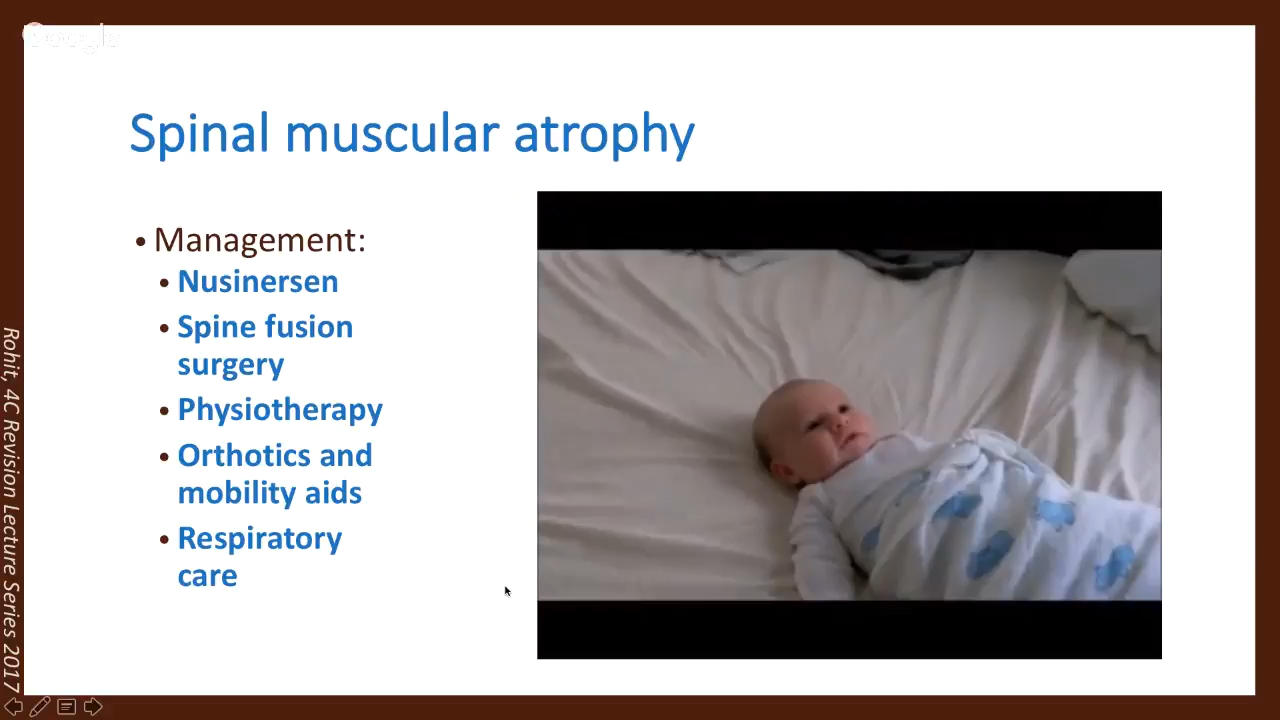 Google
Spinal muscular atrophy
• Management:
• Nusinersen
• Spine fusion
surgery
• Physiotherapy
• Orthotics and
mobility aids
• Respiratory
care
Rohit, 4C Revision Lecture Series 2017